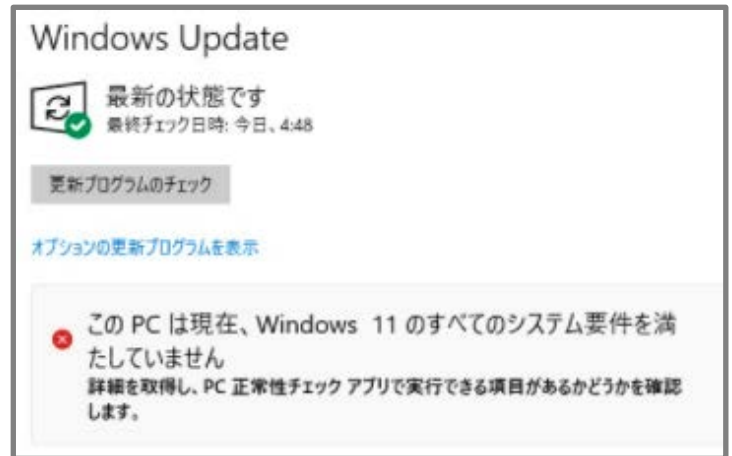 Windows Update
最新の状態です
最終チェック日時: 今日、4:48
更新プログラムのチェック
オプションの更新プログラムを表示
この PC は現在、Windows 11 のすべてのシステム要件を満
たしていません
詳細を取得し、PC 正常性チェック アプリで実行できる項目があるかどうかを確認
します。